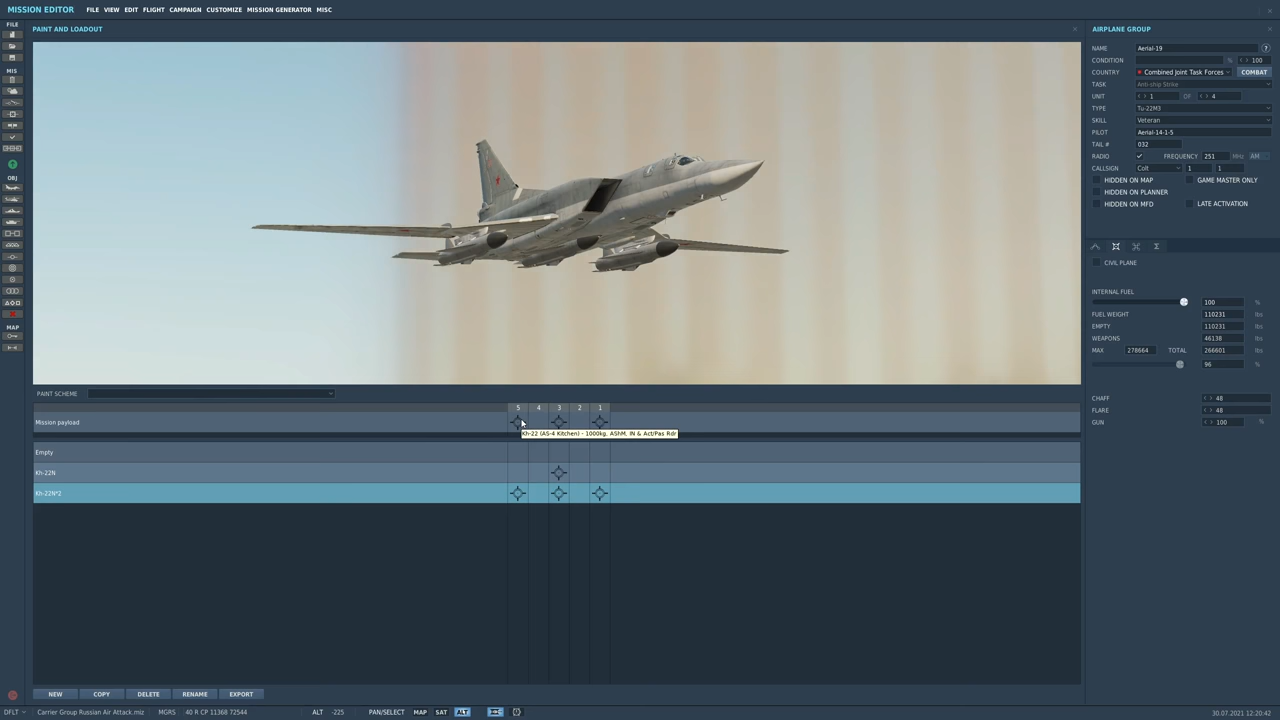 MISSION EDITOR
FILE VIEW EDIT FLIGHT CAMPAIGN CUSTOMIZE MISSION GENERATOR MISC
FILE
MIS
OBJ
MAP
PAINT AND LOADOUT
PAINT SCHEME
5 4 3 2 1
Mission payload
Kh-22 (AS-4 Kitchen) - 1000kg, AShM, IN & Act/Pas Rdr
Empty
Kh-22N
Kh-22N*2
NEW COPY DELETE RENAME EXPORT
AIRPLANE GROUP
NAME Aerial-19 ?
CONDITION % < > 100
COUNTRY Combined Joint Task Forces COMBAT
TASK Anti-ship Strike
UNIT < > 1 OF < > 4
TYPE Tu-22M3
SKILL Veteran
PILOT Aerial-14-1-5
TAIL # 032
RADIO FREQUENCY 251 MHz AM
CALLSIGN Colt 1 1
HIDDEN ON MAP GAME MASTER ONLY
HIDDEN ON PLANNER
HIDDEN ON MFD LATE ACTIVATION
CIVIL PLANE
INTERNAL FUEL
100 %
FUEL WEIGHT 110231 lbs
EMPTY 110231 lbs
WEAPONS 46138 lbs
MAX 278664 TOTAL 266601 lbs
96 %
CHAFF < > 48
FLARE < > 48
GUN < > 100 %
DFLT Carrier Group Russian Air Attack.miz MGRS 40 R CP 11368 72544 ALT -225 PAN/SELECT MAP SAT ALT 30.07.2021 12:20:42